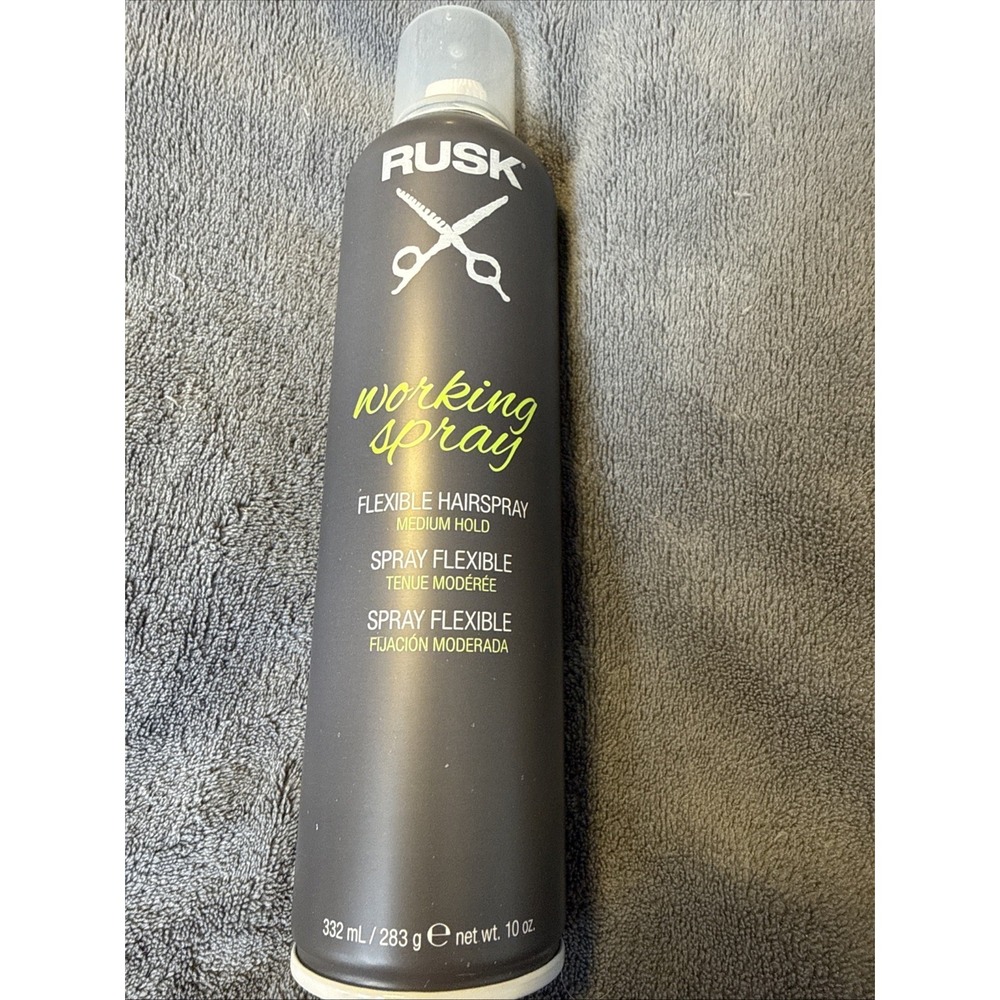 RUSK®
working
spray
FLEXIBLE HAIRSPRAY
MEDIUM HOLD
SPRAY FLEXIBLE
TENUE MODÉRÉE
SPRAY FLEXIBLE
FIJACIÓN MODERADA
332 mL / 283 g ℮ net wt. 10 oz.